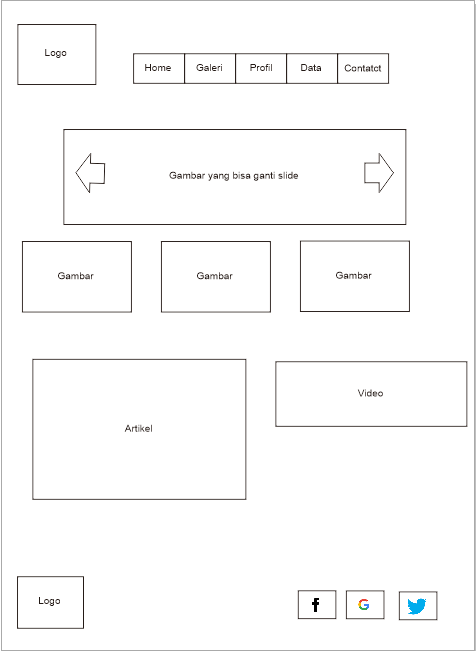 Logo
Home
Galeri
Profil
Data
Contatct
Gambar yang bisa ganti slide
Gambar
Gambar
Gambar
Artikel
Video
Logo
f
G